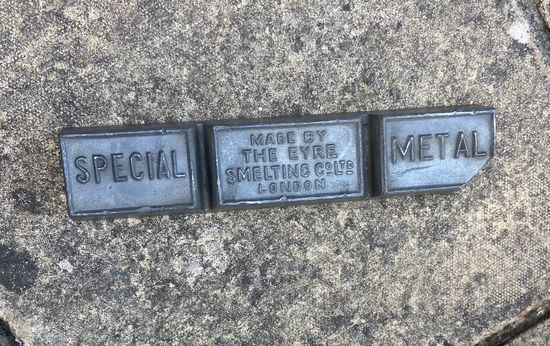 SPECIAL
MADE BY
THE EYRE
SMELTING CO LTD
LONDON
METAL